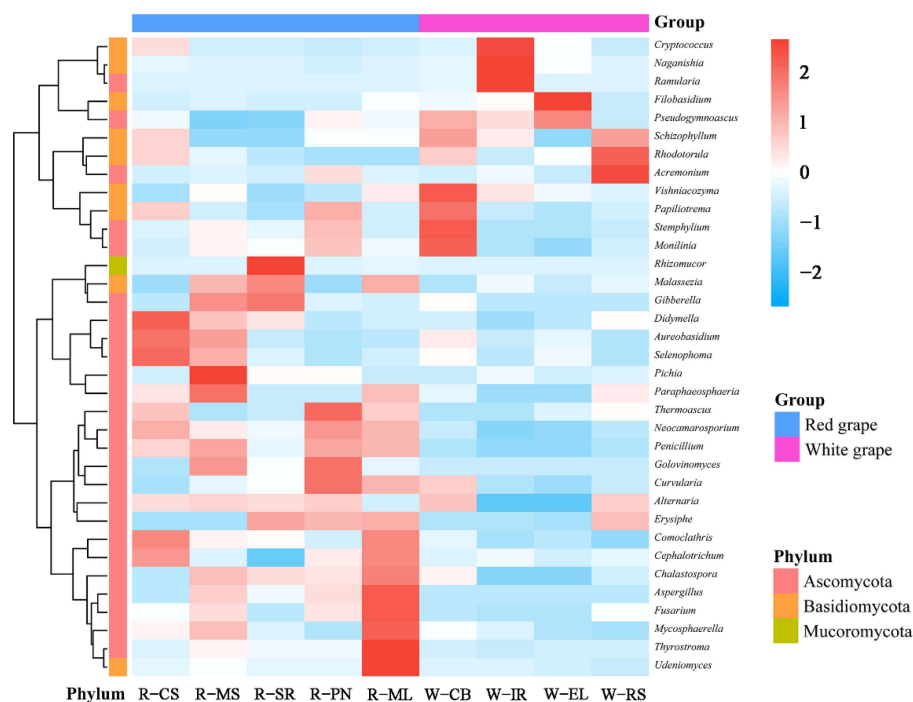 Group
Cryptococcus
Naganishia
Ramularia
Filobasidium
Pseudogymnoascus
Schizophyllum
Rhodotorula
Acremonium
Vishniacozyma
Papiliotrema
Stemphylium
Monilinia
Rhizomucor
Malassezia
Gibberella
Didymella
Aureobasidium
Selenophoma
Pichia
Paraphaeosphaeria
Thermoascus
Neocamarosporium
Penicillium
Golovinomyces
Curvularia
Alternaria
Erysiphe
Comoclathris
Cephalotrichum
Chalastospora
Aspergillus
Fusarium
Mycosphaerella
Thyrostroma
Udeniomyces
2
1
0
−1
−2
Group
Red grape
White grape
Phylum
Ascomycota
Basidiomycota
Mucoromycota
Phylum R−CS R−MS R−SR R−PN R−ML W−CB W−IR W−EL W−RS